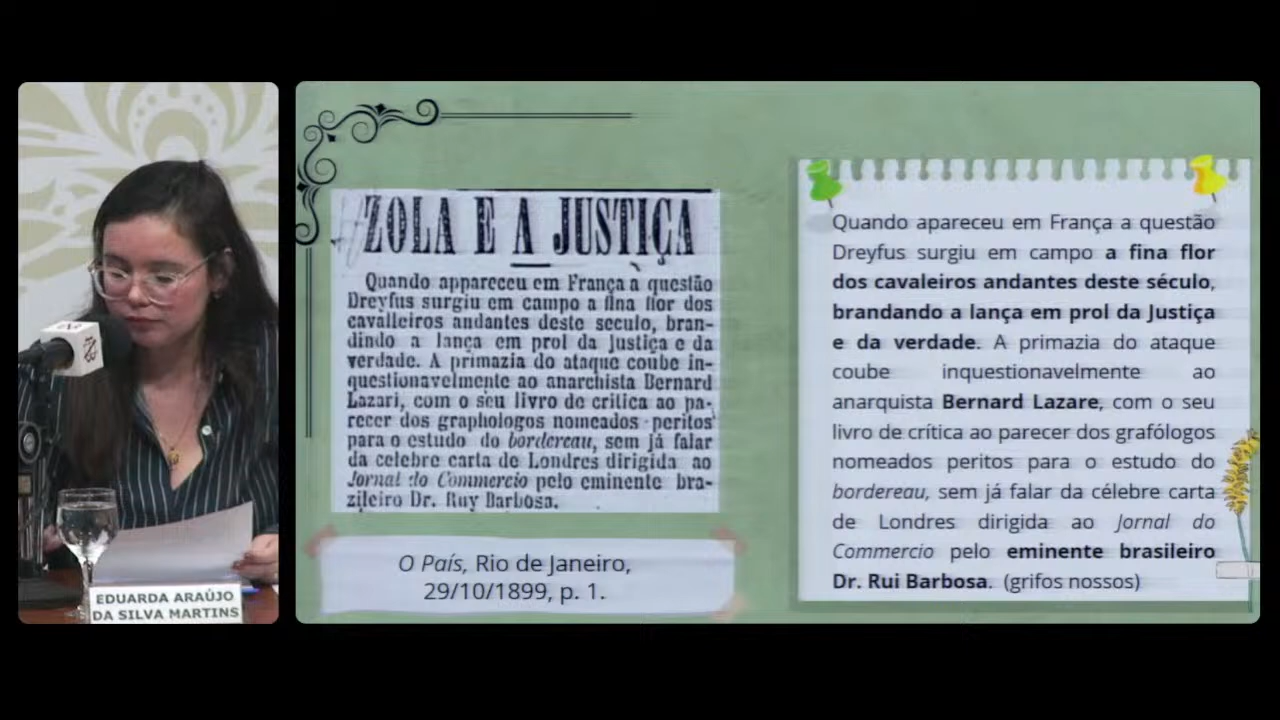 EDUARDA ARAÚJO
DA SILVA MARTINS
ZOLA E A JUSTIÇA
Quando appareceu em França a questão
Dreyfus surgiu em campo a fina flor dos
cavalleiros andantes deste seculo, bran-
dindo a lança em prol da Justiça e da
verdade. A primazia do ataque coube in-
questionavelmente ao anarchista Bernard
Lazari, com o seu livro de critica ao pa-
recer dos graphologos nomeados peritos
para o estudo do bordereau, sem já falar
da celebre carta de Londres dirigida ao
Jornal do Commercio pelo eminente bra-
zileiro Dr. Ruy Barbosa.
O País, Rio de Janeiro,
29/10/1899, p. 1.
Quando apareceu em França a questão
Dreyfus surgiu em campo a fina flor
dos cavaleiros andantes deste século,
brandando a lança em prol da Justiça
e da verdade. A primazia do ataque
coube inquestionavelmente ao
anarquista Bernard Lazare, com o seu
livro de crítica ao parecer dos grafólogos
nomeados peritos para o estudo do
bordereau, sem já falar da célebre carta
de Londres dirigida ao Jornal do
Commercio pelo eminente brasileiro
Dr. Rui Barbosa. (grifos nossos)